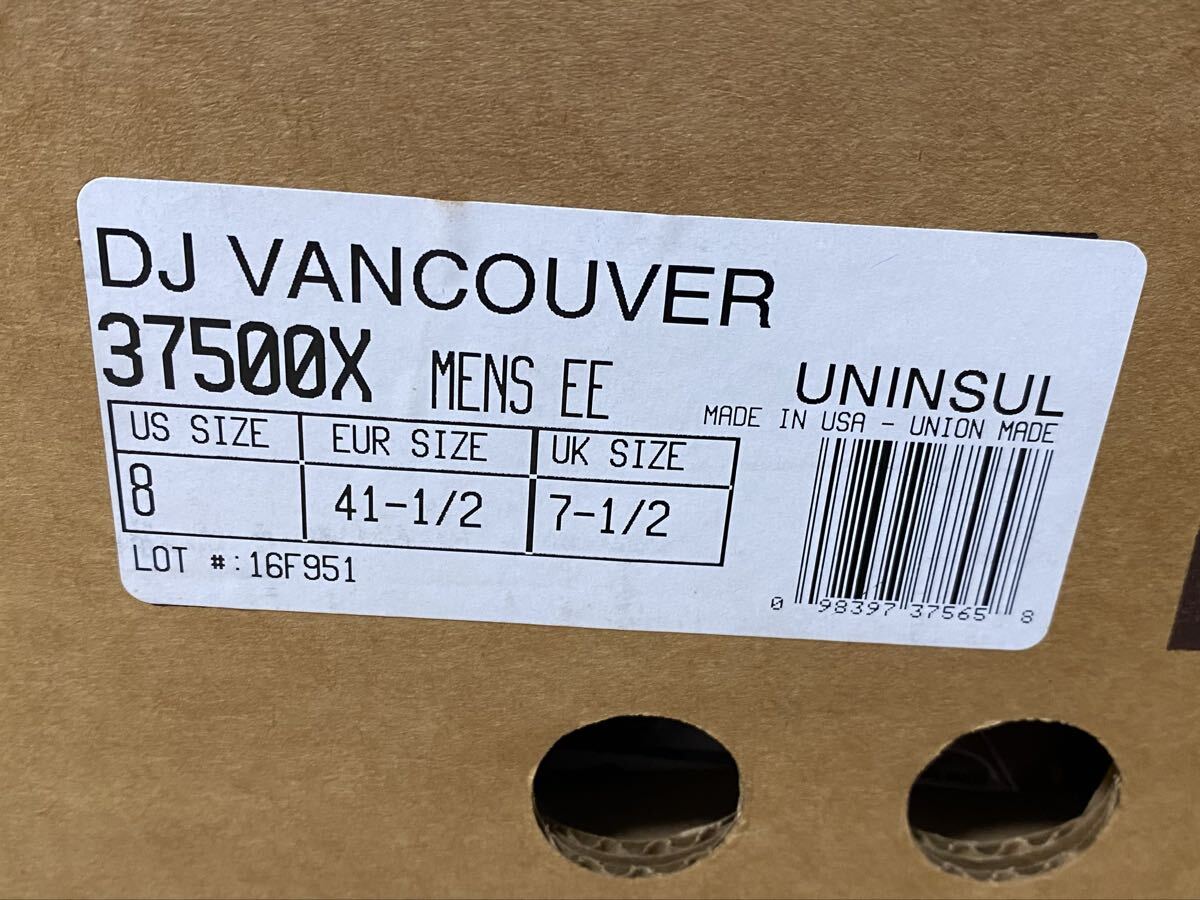 DJ VANCOUVER
37500X MENS EE
UNINSUL
MADE IN USA - UNION MADE
US SIZE EUR SIZE UK SIZE
8 41-1/2 7-1/2
LOT #:16F951
0 98397 37565 8